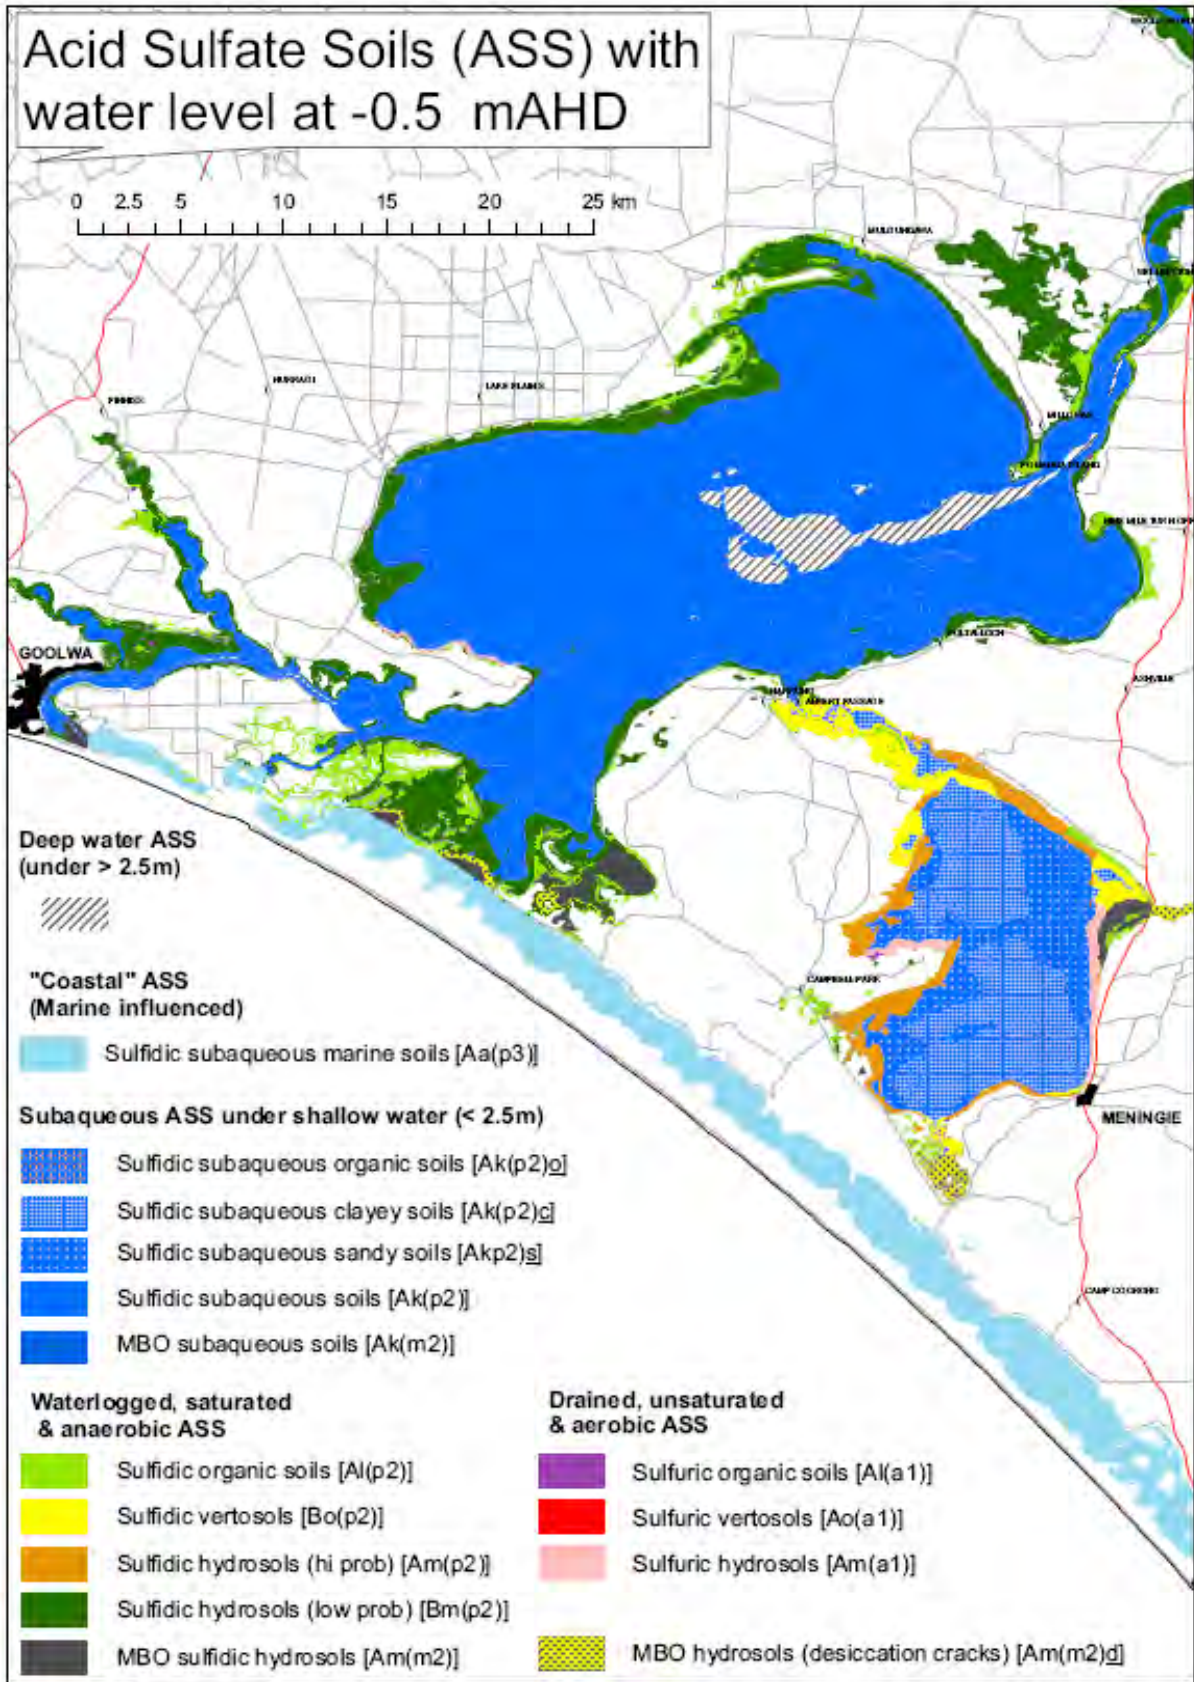 Acid Sulfate Soils (ASS) with
water level at -0.5 mAHD
0 2.5 5 10 15 20 25 km
LAKE PLAINS
CAMPBELL PARK
ASHVILLE
GOOLWA
MENINGIE
Deep water ASS
(under > 2.5m)
"Coastal" ASS
(Marine influenced)
Sulfidic subaqueous marine soils [Aa(p3)]
Subaqueous ASS under shallow water (< 2.5m)
Sulfidic subaqueous organic soils [Ak(p2)o]
Sulfidic subaqueous clayey soils [Ak(p2)c]
Sulfidic subaqueous sandy soils [Akp2)s]
Sulfidic subaqueous soils [Ak(p2)]
MBO subaqueous soils [Ak(m2)]
Waterlogged, saturated
& anaerobic ASS
Sulfidic organic soils [Al(p2)]
Sulfidic vertosols [Bo(p2)]
Sulfidic hydrosols (hi prob) [Am(p2)]
Sulfidic hydrosols (low prob) [Bm(p2)]
MBO sulfidic hydrosols [Am(m2)]
Drained, unsaturated
& aerobic ASS
Sulfuric organic soils [Al(a1)]
Sulfuric vertosols [Ao(a1)]
Sulfuric hydrosols [Am(a1)]
MBO hydrosols (desiccation cracks) [Am(m2)d]